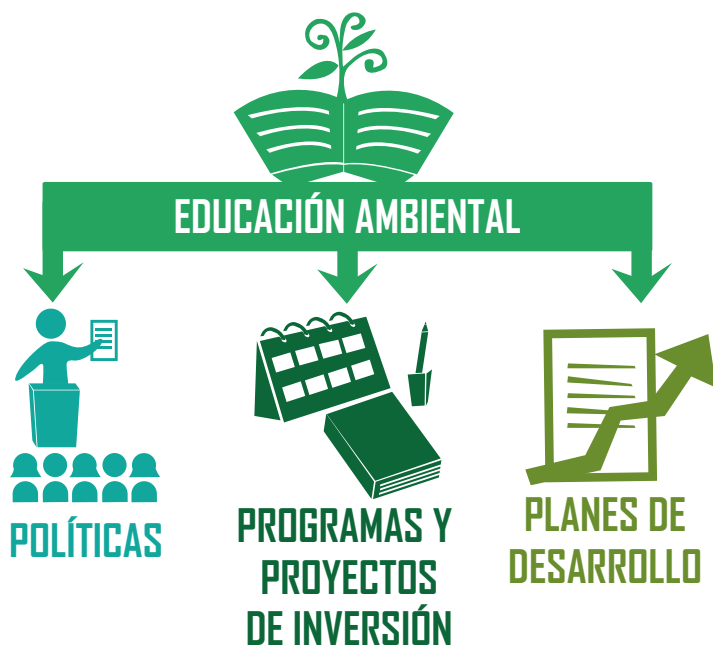 EDUCACIÓN AMBIENTAL
POLÍTICAS
PROGRAMAS Y
PROYECTOS
DE INVERSIÓN
PLANES DE
DESARROLLO